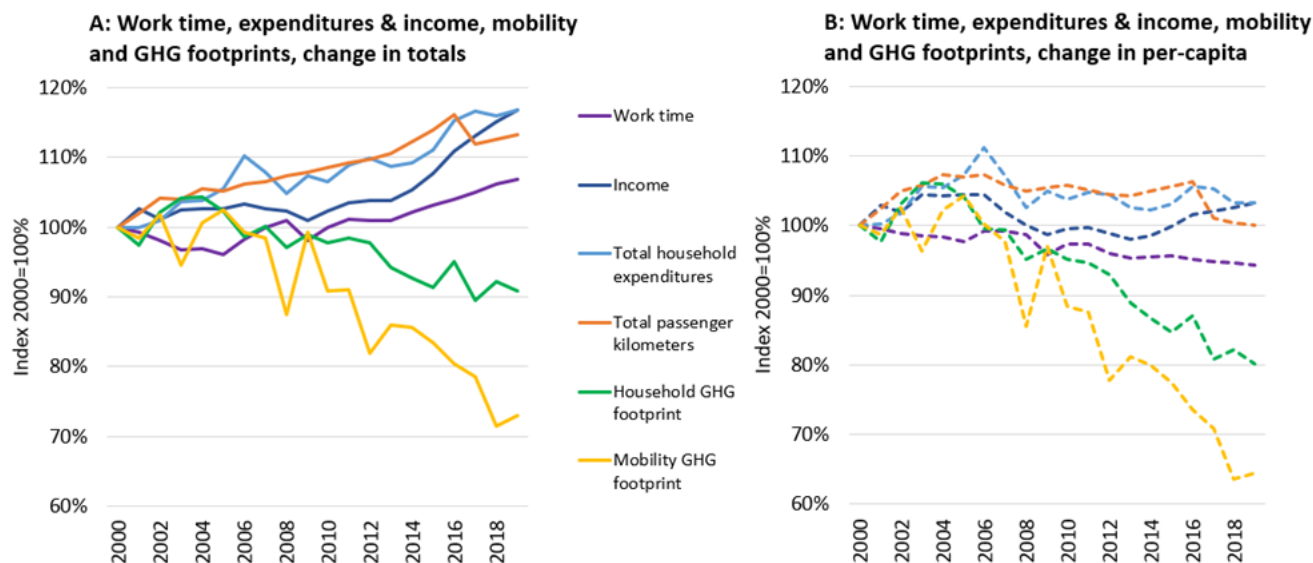 A: Work time, expenditures & income, mobility
and GHG footprints, change in totals
Index 2000=100%
120%
110%
100%
90%
80%
70%
60%
2000
2002
2004
2006
2008
2010
2012
2014
2016
2018
Work time
Income
Total household
expenditures
Total passenger
kilometers
Household GHG
footprint
Mobility GHG
footprint
B: Work time, expenditures & income, mobility
and GHG footprints, change in per-capita
Index 2000=100%
120%
110%
100%
90%
80%
70%
60%
2000
2002
2004
2006
2008
2010
2012
2014
2016
2018